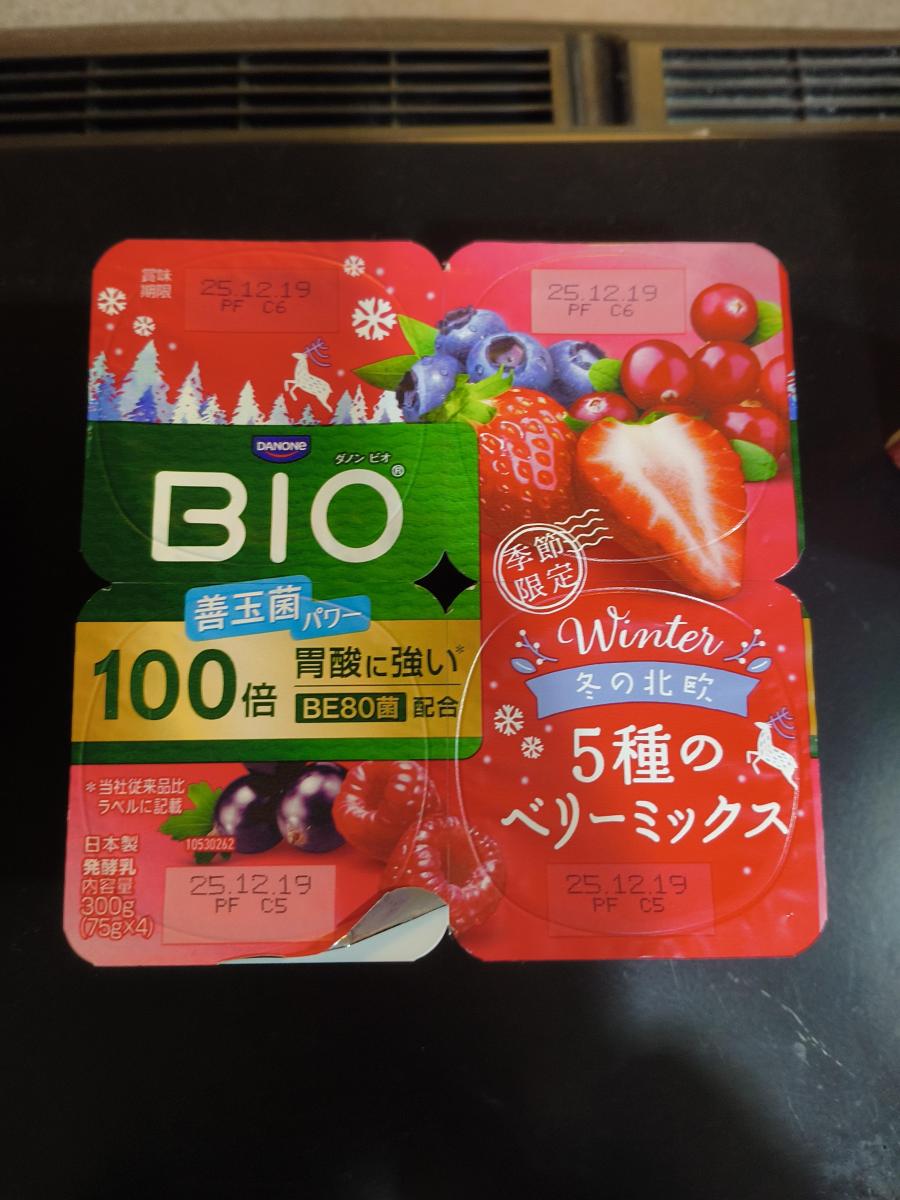 賞味
期限
25.12.19
PF C6
25.12.19
PF C6
DANONE
ダノン ビオ
BIO®
善玉菌パワー
100倍
胃酸に強い*
BE80菌 配合
季節
限定
Winter
冬の北欧
5種の
ベリーミックス
*当社従来品比
ラベルに記載
日本製
発酵乳
内容量
300g
(75g×4)
10530262
25.12.19
PF C5
25.12.19
PF C5